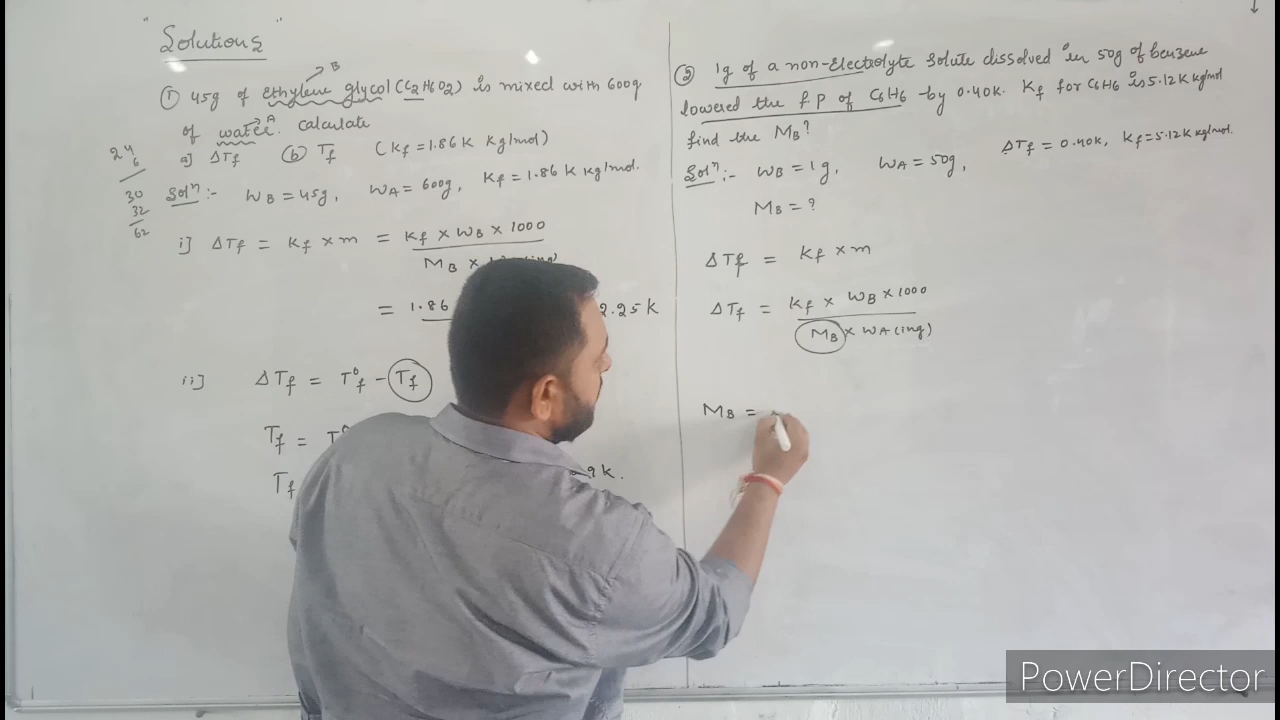 "Solutions"
B
① 45g of ethylene glycol (C2H6O2) is mixed with 600g
A
of water. Calculate
a) ΔTf (b) Tf (Kf = 1.86 K Kg/mol)
24
6
30
32
62
Solⁿ :- WB = 45g, WA = 600g, Kf = 1.86 K Kg/mol.
i] ΔTf = Kf × m = Kf × WB × 1000
MB ×
= 1.86 2.25 K
ii] ΔTf = T°f - Tf
Tf = T°
Tf 9 K.
② 1g of a non-Electrolyte Solute dissolved in 50g of benzene
lowered the f.P of C6H6 by 0.40K. Kf for C6H6 is 5.12 K Kg/mol
find the MB?
Solⁿ :- WB = 1g, WA = 50g, ΔTf = 0.40K, Kf = 5.12 K Kg/mol.
MB = ?
ΔTf = Kf × m
ΔTf = Kf × WB × 1000
MB × WA (ing)
MB =
PowerDirector